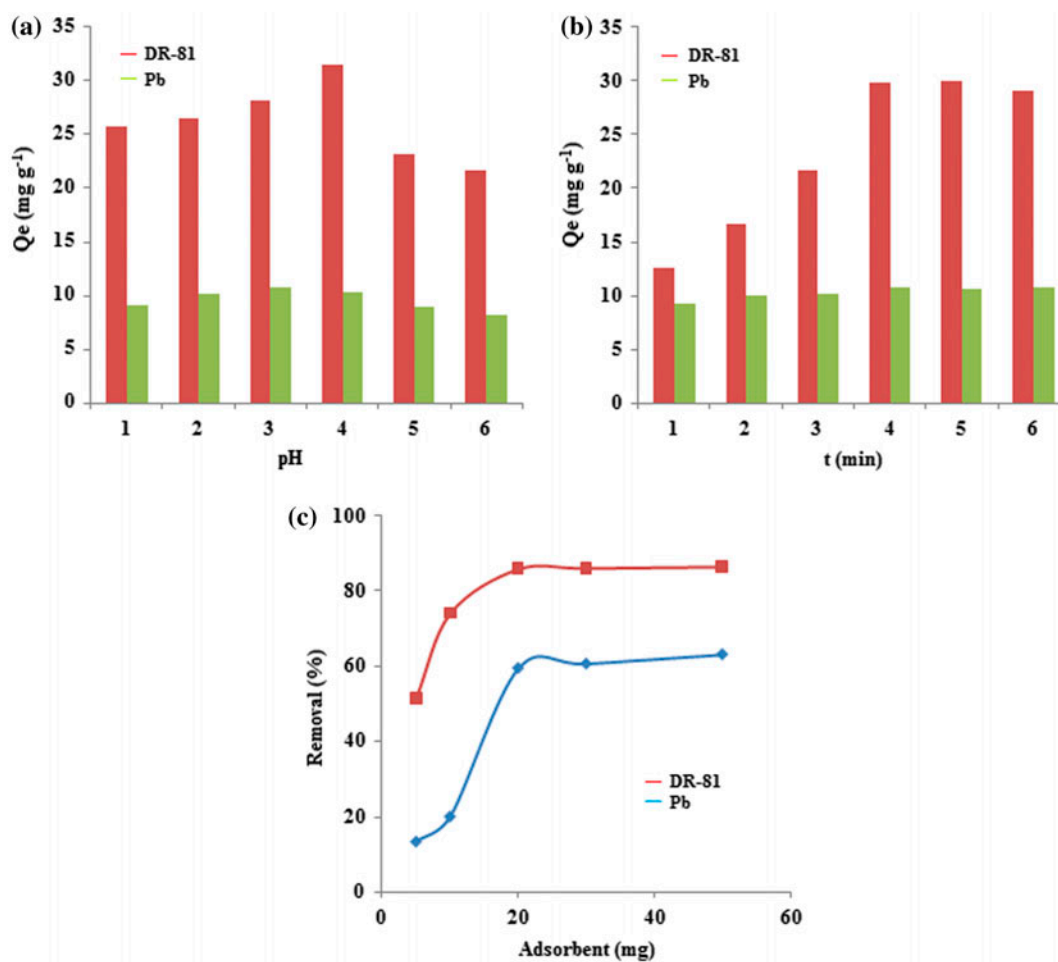 (a)
DR-81
Pb
35
30
25
20
15
10
5
0
Qe (mg g-1)
1 2 3 4 5 6
pH
(b)
DR-81
Pb
35
30
25
20
15
10
5
0
Qe (mg g-1)
1 2 3 4 5 6
t (min)
(c)
100
80
60
40
20
0
Removal (%)
DR-81
Pb
0 20 40 60
Adsorbent (mg)